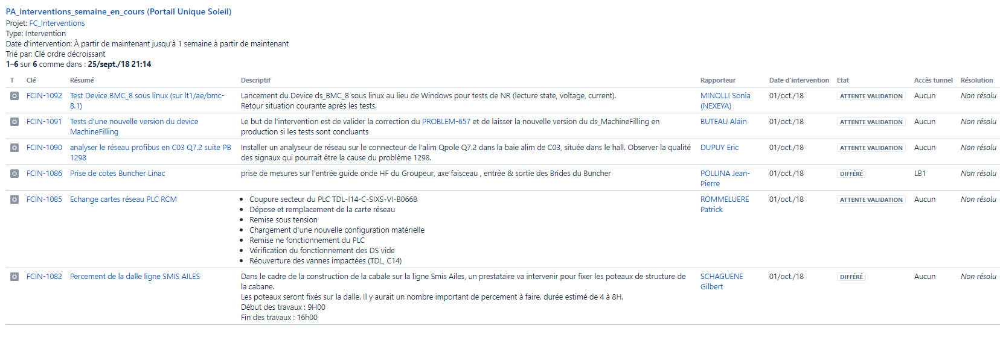 PA_interventions_semaine_en_cours (Portail Unique Soleil)
Projet: FC_Interventions
Type: Intervention
Date d'intervention: À partir de maintenant jusqu'à 1 semaine à partir de maintenant
Trié par: Clé ordre décroissant
1–6 sur 6 comme dans : 25/sept./18 21:14
T Clé Résumé Descriptif Rapporteur Date d'intervention Etat Accès tunnel Résolution
FCIN-1092 Test Device BMC_8 sous linux (sur lt1/ae/bmc- Lancement du Device ds_BMC_8 sous linux au lieu de Windows pour tests de NR (lecture state, voltage, current). MINOLLI Sonia 01/oct./18 ATTENTE VALIDATION Aucun Non résolu
8.1) Retour situation courante après les tests. (NEXEYA)
FCIN-1091 Tests d'une nouvelle version du device Le but de l'intervention est de valider la correction du PROBLEM-657 et de laisser la nouvelle version du ds_MachineFilling en BUTEAU Alain 01/oct./18 ATTENTE VALIDATION Aucun Non résolu
MachineFilling production si les tests sont concluants
FCIN-1090 analyser le réseau profibus en C03 Q7.2 suite PB Installer un analyseur de réseau sur le connecteur de l'alim Qpole Q7.2 dans la baie alim de C03, située dans le hall. Observer la qualité DUPUY Eric 01/oct./18 ATTENTE VALIDATION Aucun Non résolu
1298 des signaux qui pourrait être la cause du problème 1298.
FCIN-1086 Prise de cotes Buncher Linac prise de mesures sur l'entrée guide onde HF du Groupeur, axe faisceau , entrée & sortie des Brides du Buncher POLLINA Jean- 01/oct./18 DIFFÉRÉ LB1 Non résolu
Pierre
FCIN-1085 Echange cartes réseau PLC RCM • Coupure secteur du PLC TDL-I14-C-SIXS-VI-B0668 ROMMELUERE 01/oct./18 ATTENTE VALIDATION Aucun Non résolu
• Dépose et remplacement de la carte réseau Patrick
• Remise sous tension
• Chargement d'une nouvelle configuration matérielle
• Remise ne fonctionnement du PLC
• Vérification du fonctionnement des DS vide
• Réouverture des vannes impactées (TDL, C14)
FCIN-1082 Percement de la dalle ligne SMIS AILES Dans le cadre de la construction de la cabale sur la ligne Smis Ailes, un prestataire va intervenir pour fixer les poteaux de structure de SCHAGUENE 01/oct./18 DIFFÉRÉ Aucun Non résolu
la cabane. Gilbert
Les poteaux seront fixés sur la dalle. Il y aurait un nombre important de percement à faire. durée estimé de 4 à 8H.
Début des travaux : 9H00
Fin des travaux : 16h00